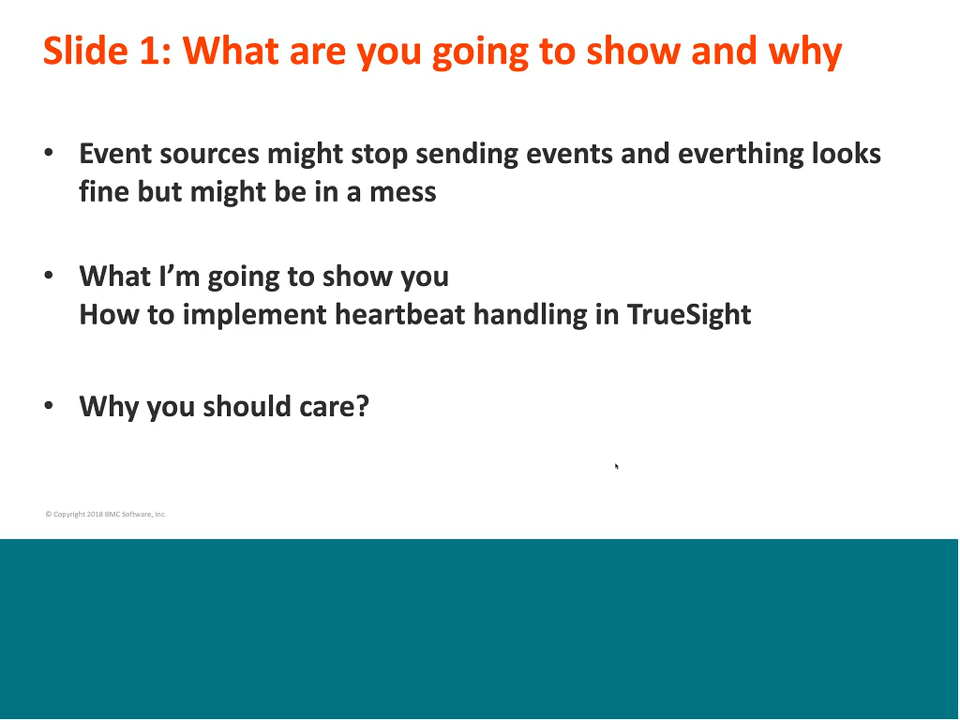 Slide 1: What are you going to show and why
• Event sources might stop sending events and everthing looks
fine but might be in a mess
• What I’m going to show you
How to implement heartbeat handling in TrueSight
• Why you should care?
© Copyright 2018 BMC Software, Inc.